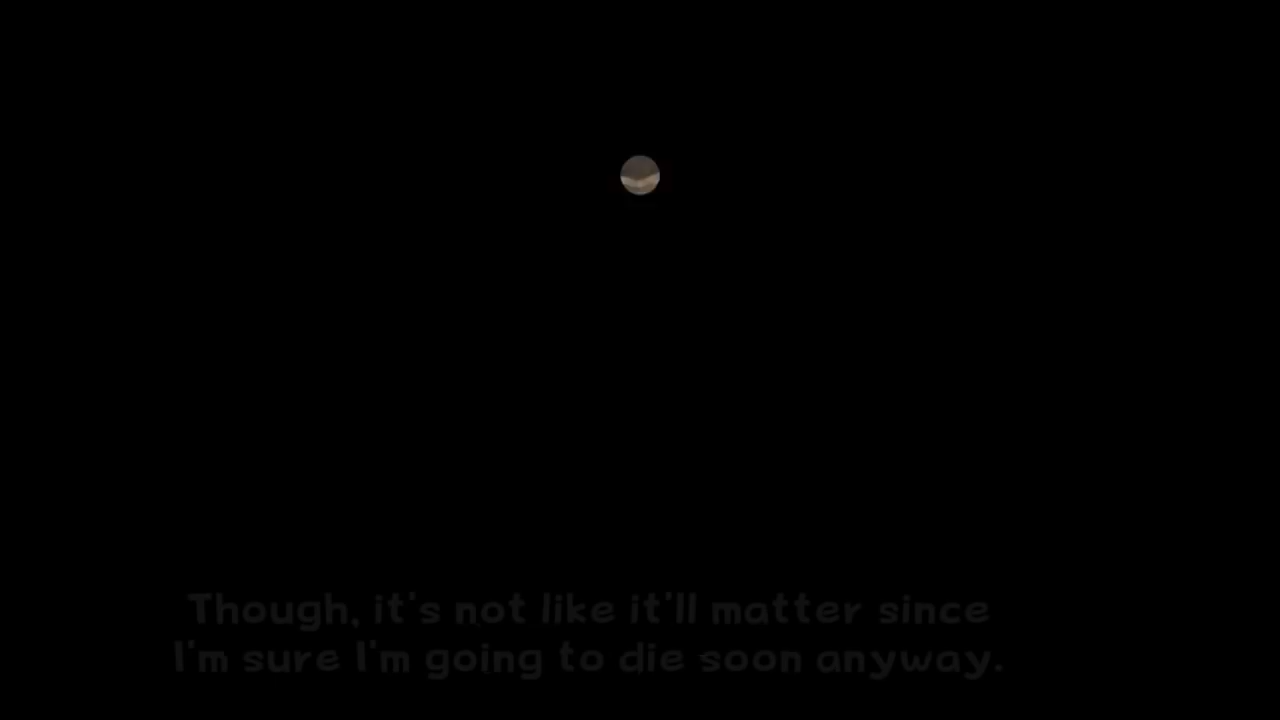 Though, it's not like it'll matter since
I'm sure I'm going to die soon anyway.